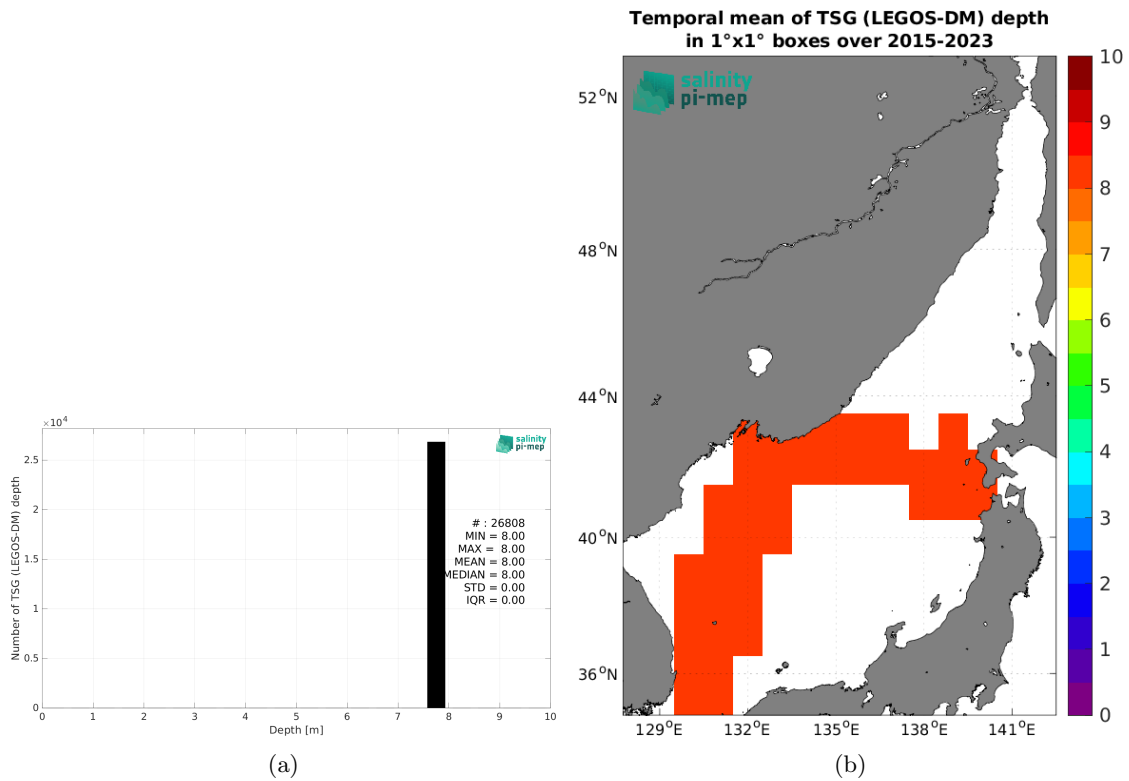 ×10⁴
2.5
2
1.5
1
0.5
0
Number of TSG (LEGOS-DM) depth
salinity
pi-mep
# : 26808
MIN = 8.00
MAX = 8.00
MEAN = 8.00
MEDIAN = 8.00
STD = 0.00
IQR = 0.00
0 1 2 3 4 5 6 7 8 9 10
Depth [m]
(a)
Temporal mean of TSG (LEGOS-DM) depth
in 1°x1° boxes over 2015-2023
salinity
pi-mep
52°N
48°N
44°N
40°N
36°N
129°E 132°E 135°E 138°E 141°E
10
9
8
7
6
5
4
3
2
1
0
(b)